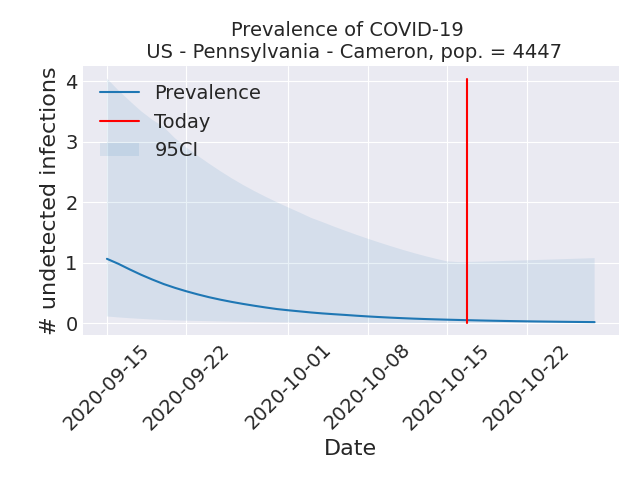 Prevalence of COVID-19
US - Pennsylvania - Cameron, pop. = 4447
# undetected infections
4
3
2
1
0
Prevalence
Today
95CI
2020-09-15
2020-09-22
2020-10-01
2020-10-08
2020-10-15
2020-10-22
Date